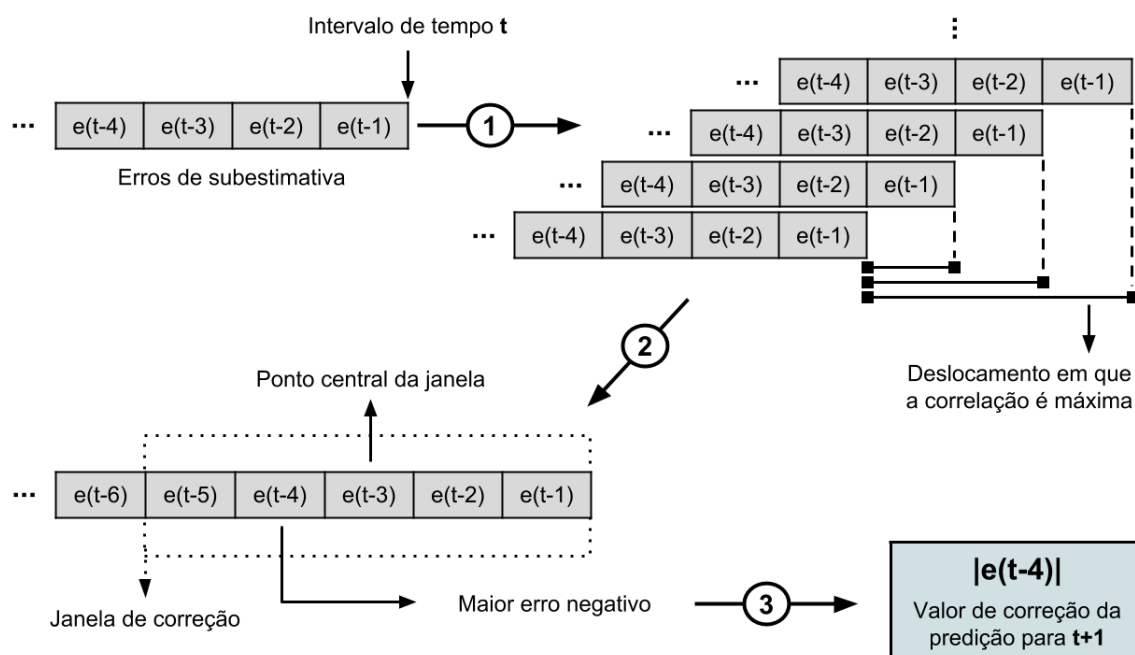 Intervalo de tempo t
...
... e(t-4) e(t-3) e(t-2) e(t-1)
... e(t-4) e(t-3) e(t-2) e(t-1)
1
... e(t-4) e(t-3) e(t-2) e(t-1)
Erros de subestimativa
... e(t-4) e(t-3) e(t-2) e(t-1)
... e(t-4) e(t-3) e(t-2) e(t-1)
2
Deslocamento em que
a correlação é máxima
Ponto central da janela
... e(t-6) e(t-5) e(t-4) e(t-3) e(t-2) e(t-1)
Janela de correção
Maior erro negativo
3
|e(t-4)|
Valor de correção da
predição para t+1